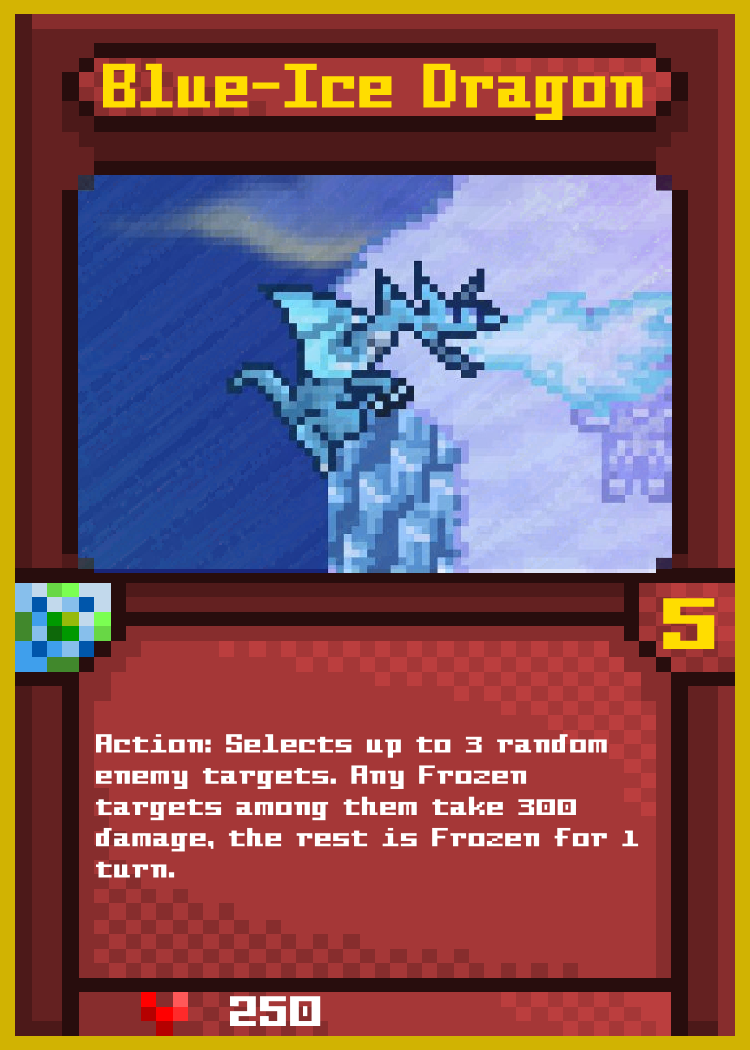 Blue-Ice Dragon
5
Action: Selects up to 3 random
enemy targets. Any Frozen
targets among them take 300
damage, the rest is Frozen for 1
turn.
250